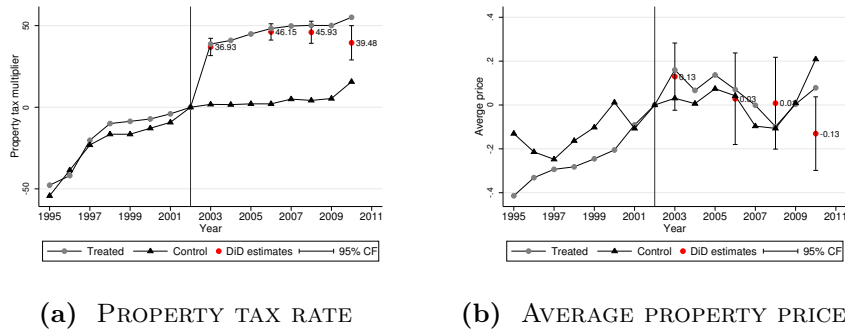 Property tax multiplier
50
0
-50
36.93
46.15
45.93
39.48
1995 1997 1999 2001 2003 2005 2007 2009 2011
Year
Treated Control DiD estimates 95% CF
(a) PROPERTY TAX RATE
Averge price
.4
.2
0
-.2
-.4
0.13
0.03
-0.13
1995 1997 1999 2001 2003 2005 2007 2009 2011
Year
Treated Control DiD estimates 95% CF
(b) AVERAGE PROPERTY PRICE